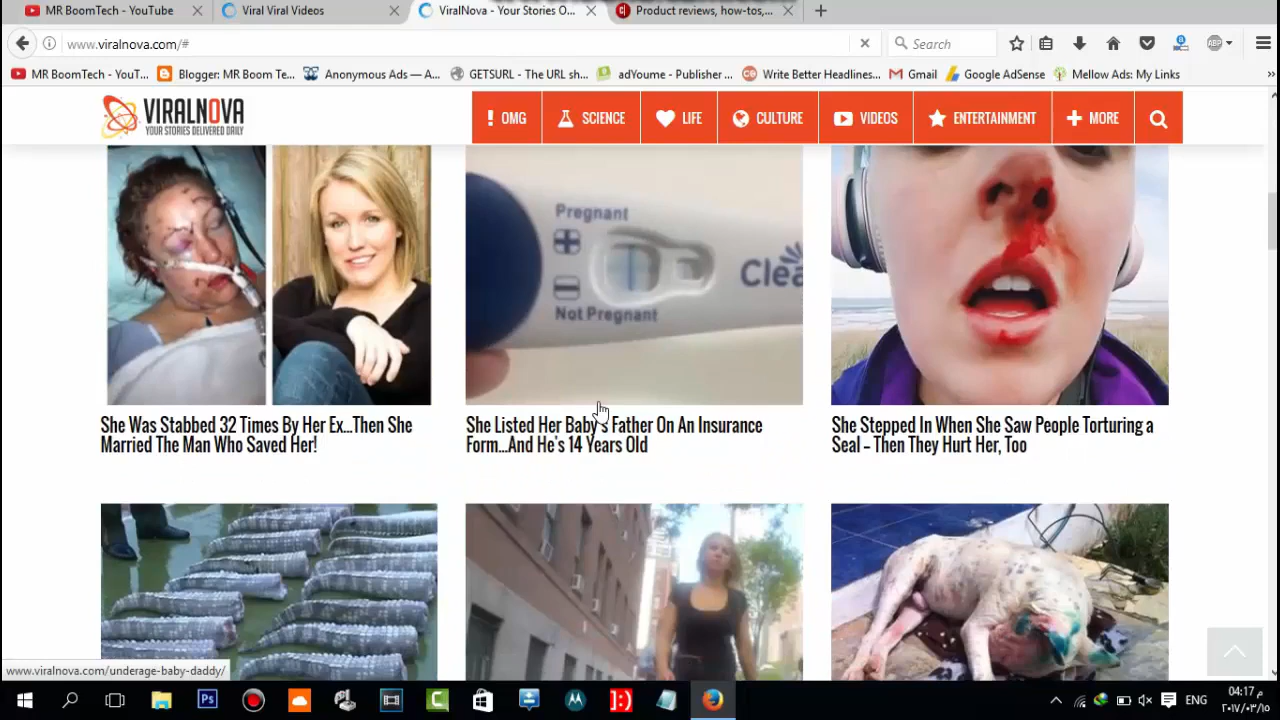 MR BoomTech - YouTube
Viral Viral Videos
ViralNova - Your Stories O...
Product reviews, how-tos,...
www.viralnova.com/#
Search
ABP
MR BoomTech - YouT...
Blogger: MR Boom Te...
Anonymous Ads — A...
GETSURL - The URL sh...
adYoume - Publisher ...
Write Better Headlines...
Gmail
Google AdSense
Mellow Ads: My Links
VIRALNOVA
YOUR STORIES DELIVERED DAILY
OMG
SCIENCE
LIFE
CULTURE
VIDEOS
ENTERTAINMENT
MORE
Pregnant
Not Pregnant
Clea
She Was Stabbed 32 Times By Her Ex...Then She
Married The Man Who Saved Her!
She Listed Her Baby's Father On An Insurance
Form...And He's 14 Years Old
She Stepped In When She Saw People Torturing a
Seal – Then They Hurt Her, Too
www.viralnova.com/underage-baby-daddy/
Ps
ENG
04:17 م
٢٠١٧/٠٣/١٥